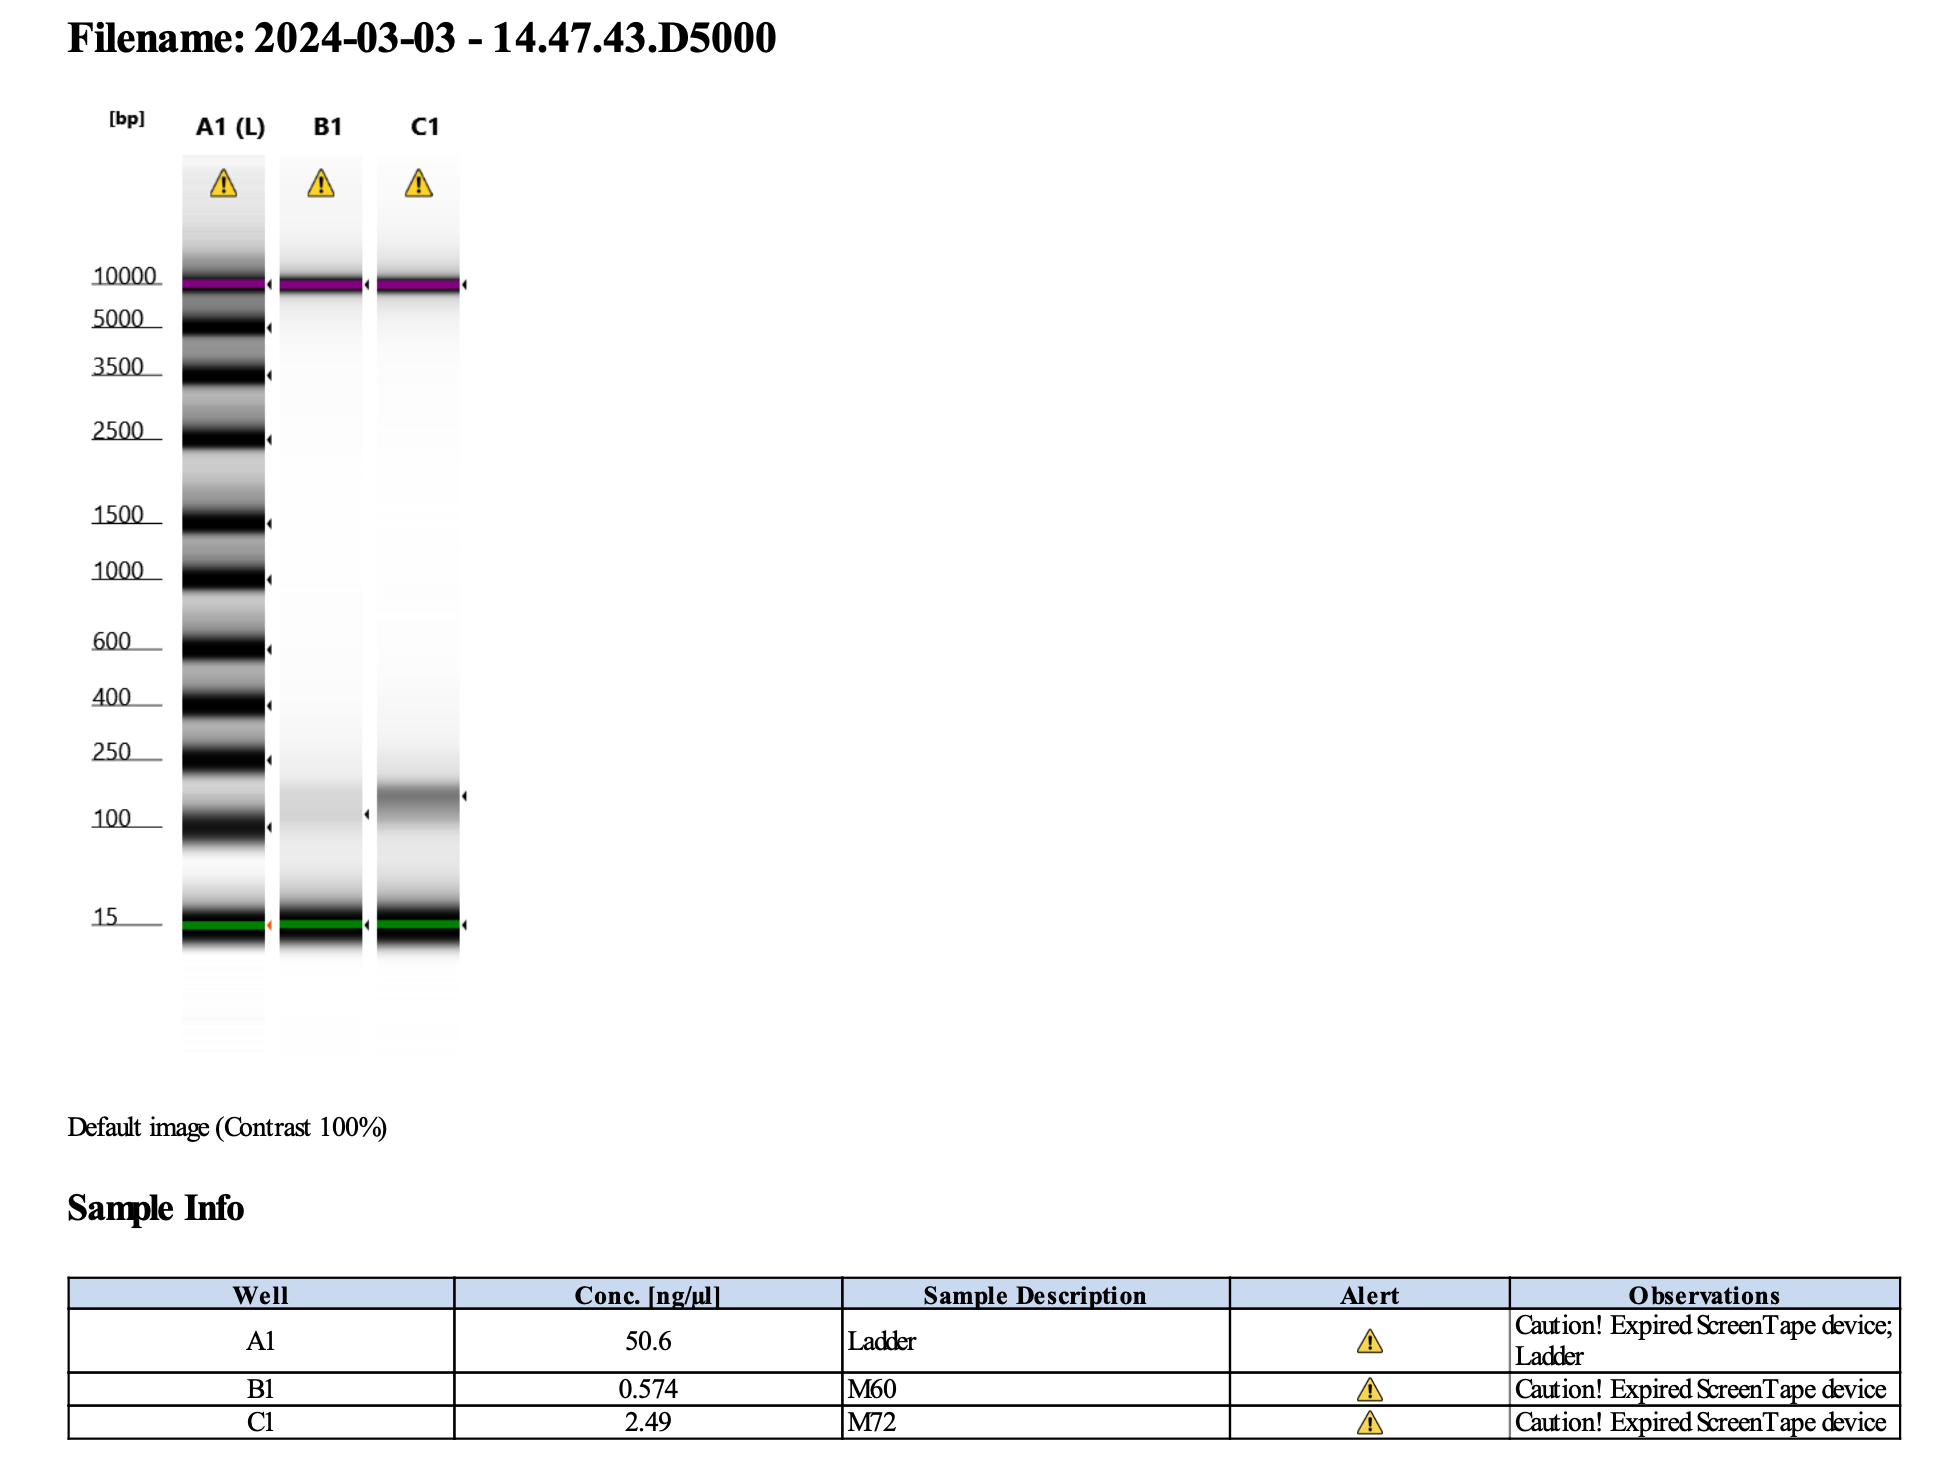 Filename: 2024-03-03 - 14.47.43.D5000
[bp] A1 (L) B1 C1
10000
5000
3500
2500
1500
1000
600
400
250
100
15
Default image (Contrast 100%)
Sample Info
Well Conc. [ng/µl] Sample Description Alert Observations
A1 50.6 Ladder Caution! Expired ScreenTape device;
Ladder
B1 0.574 M60 Caution! Expired ScreenTape device
C1 2.49 M72 Caution! Expired ScreenTape device